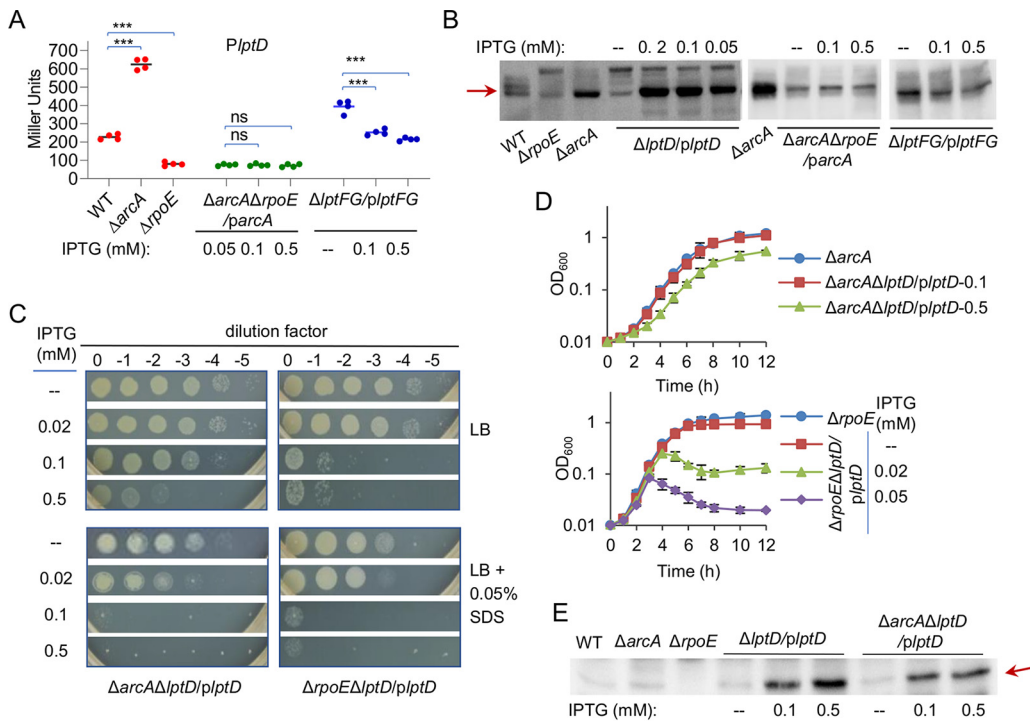 A
PlptD
Miller Units
700
600
500
400
300
200
100
0
***
***
ns
ns
***
***
WT
ΔarcA
ΔrpoE
ΔarcAΔrpoE
/parcA
ΔlptFG/plptFG
IPTG (mM):
0.05 0.1 0.5 -- 0.1 0.5
B
IPTG (mM): -- 0.2 0.1 0.05 -- 0.1 0.5 -- 0.1 0.5
WT
ΔrpoE
ΔarcA
ΔlptD/plptD
ΔarcA
ΔarcAΔrpoE
/parcA
ΔlptFG/plptFG
C
IPTG
(mM)
dilution factor
0 -1 -2 -3 -4 -5 0 -1 -2 -3 -4 -5
--
0.02
0.1
0.5
LB
--
0.02
0.1
0.5
LB +
0.05%
SDS
ΔarcAΔlptD/plptD
ΔrpoEΔlptD/plptD
D
OD600
1
0.1
0.01
0 2 4 6 8 10 12
Time (h)
ΔarcA
ΔarcAΔlptD/plptD-0.1
ΔarcAΔlptD/plptD-0.5
OD600
1
0.1
0.01
0 2 4 6 8 10 12
Time (h)
IPTG
(mM)
ΔrpoE
ΔrpoEΔlptD/
plptD
--
0.02
0.05
E
WT ΔarcA ΔrpoE ΔlptD/plptD
ΔarcAΔlptD
/plptD
IPTG (mM): -- 0.1 0.5 -- 0.1 0.5